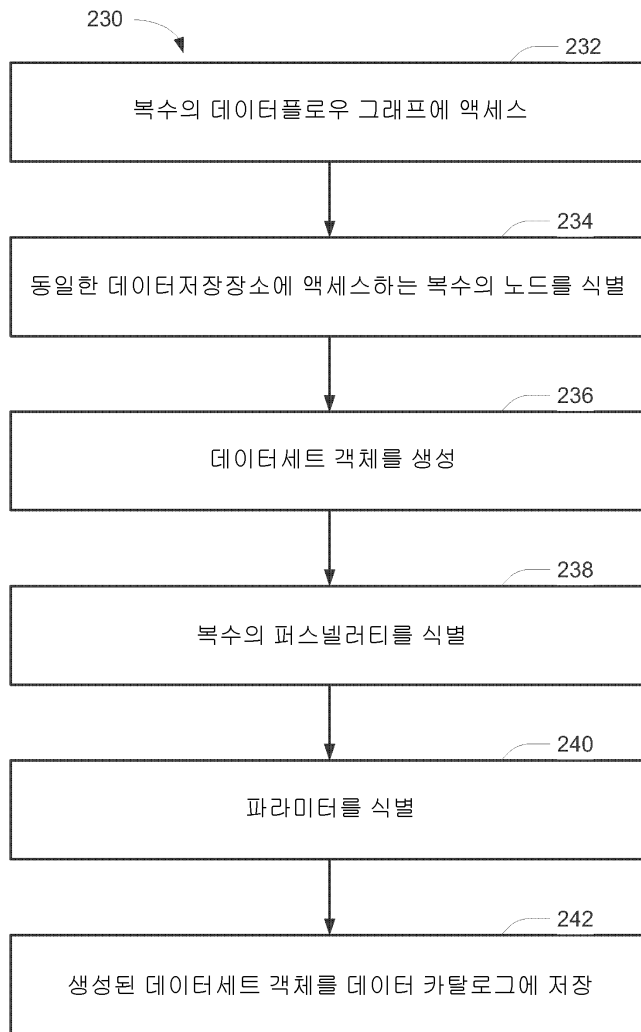 230
232
복수의 데이터플로우 그래프에 액세스
234
동일한 데이터저장장소에 액세스하는 복수의 노드를 식별
236
데이터세트 객체를 생성
238
복수의 퍼스넬러티를 식별
240
파라미터를 식별
242
생성된 데이터세트 객체를 데이터 카탈로그에 저장